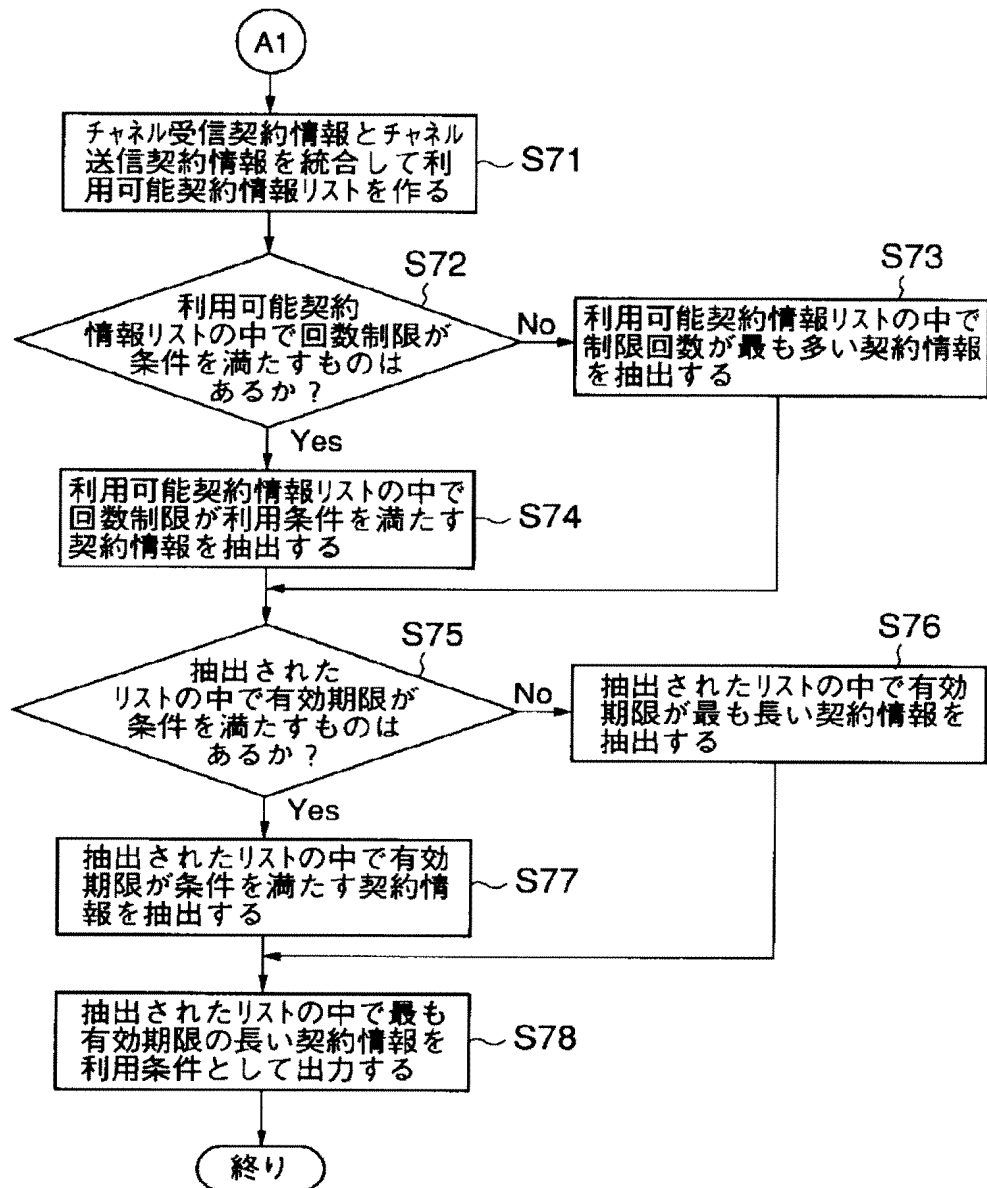 A1
チャネル受信契約情報とチャネル
送信契約情報を統合して利
用可能契約情報リストを作る
S71
S72
利用可能契約
情報リストの中で回数制限が
条件を満たすものは
あるか？
No
Yes
S73
利用可能契約情報リストの中で
制限回数が最も多い契約情報
を抽出する
利用可能契約情報リストの中で
回数制限が利用条件を満たす
契約情報を抽出する
S74
S75
抽出された
リストの中で有効期限が
条件を満たすものは
あるか？
No
Yes
S76
抽出されたリストの中で有効
期限が最も長い契約情報を
抽出する
抽出されたリストの中で有効
期限が条件を満たす契約情
報を抽出する
S77
抽出されたリストの中で最も
有効期限の長い契約情報を
利用条件として出力する
S78
終り